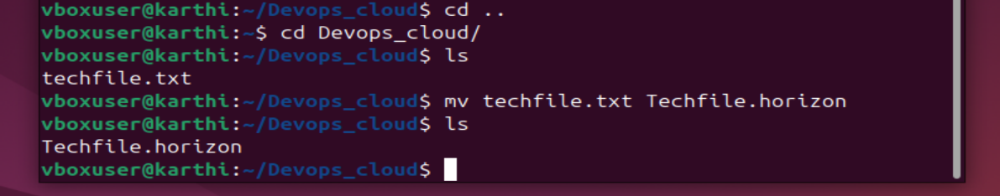 vboxuser@karthi:~/Devops_cloud$ cd ..
vboxuser@karthi:~$ cd Devops_cloud/
vboxuser@karthi:~/Devops_cloud$ ls
techfile.txt
vboxuser@karthi:~/Devops_cloud$ mv techfile.txt Techfile.horizon
vboxuser@karthi:~/Devops_cloud$ ls
Techfile.horizon
vboxuser@karthi:~/Devops_cloud$